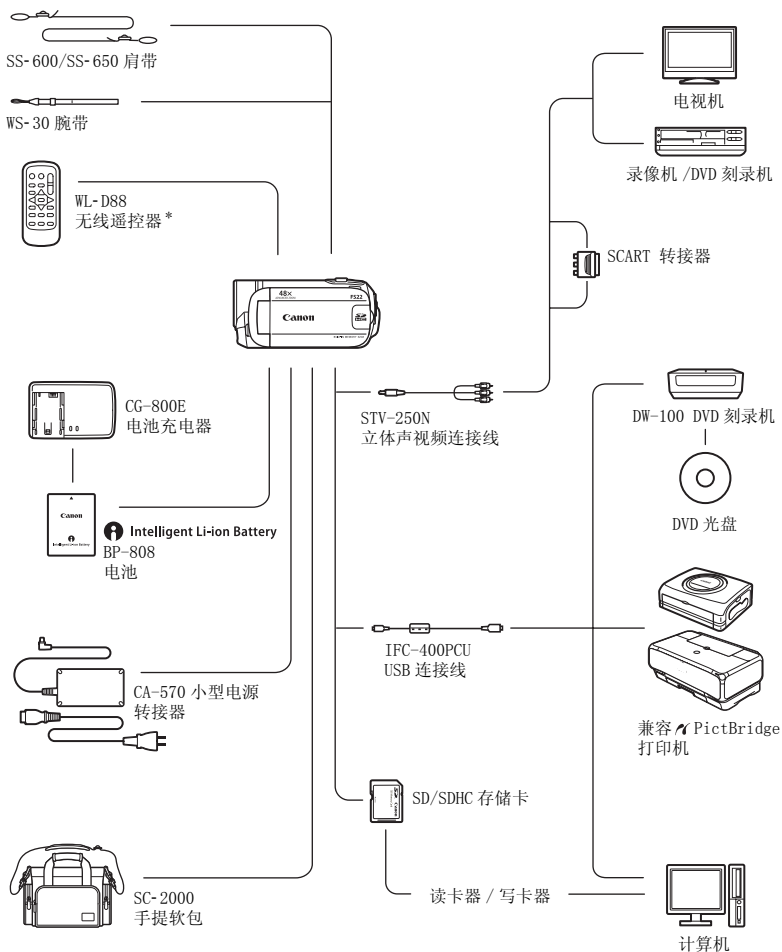 SS-600/SS-650 肩带
WS-30 腕带
WL-D88
无线遥控器*
48×
FS22
Canon
CG-800E
电池充电器
Canon
Intelligent Li-ion Battery
BP-808
电池
CA-570 小型电源
转接器
SC-2000
手提软包
电视机
录像机 /DVD 刻录机
SCART 转接器
STV-250N
立体声视频连接线
DW-100 DVD 刻录机
DVD 光盘
IFC-400PCU
USB 连接线
兼容 PictBridge
打印机
SD/SDHC 存储卡
读卡器 / 写卡器
计算机